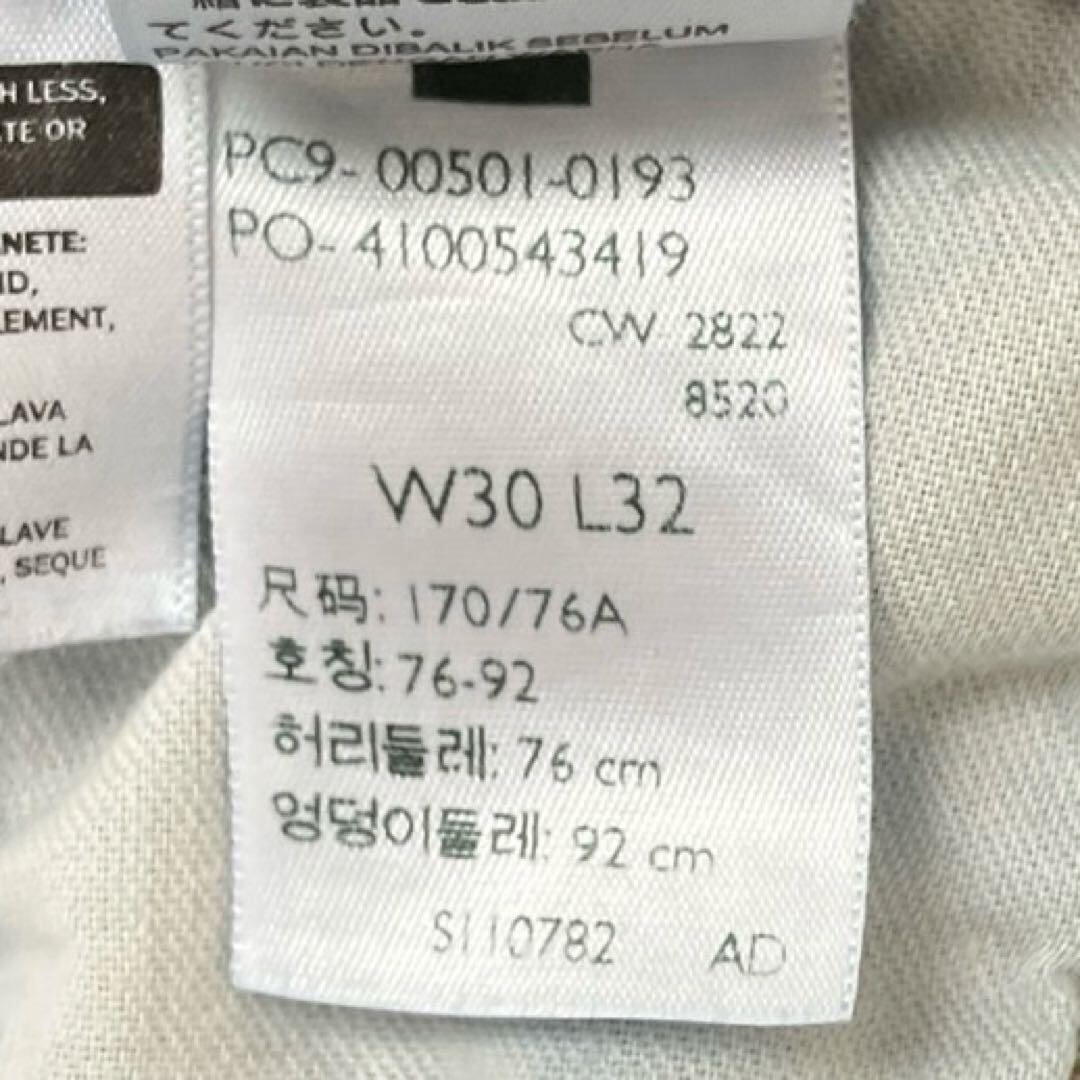 てください。
PAKAIAN DIBALIK SEBELUM
H LESS,
TE OR
NETE:
ID,
LEMENT,
LAVA
NDE LA
LAVE
, SEQUE
PC9-00501-0193
PO-4100543419
CW 2822
8520
W30 L32
尺码: 170/76A
호칭: 76-92
허리둘레: 76 cm
엉덩이둘레: 92 cm
S110782 AD